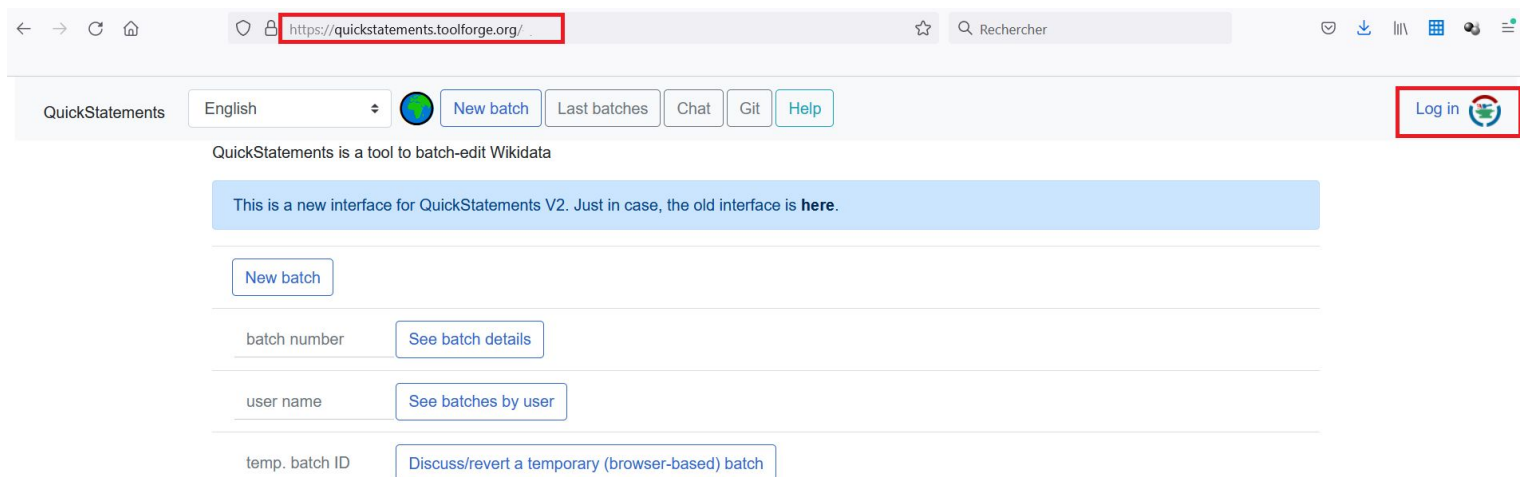 https://quickstatements.toolforge.org/ Rechercher
QuickStatements English New batch Last batches Chat Git Help Log in
QuickStatements is a tool to batch-edit Wikidata
This is a new interface for QuickStatements V2. Just in case, the old interface is here.
New batch
batch number See batch details
user name See batches by user
temp. batch ID Discuss/revert a temporary (browser-based) batch